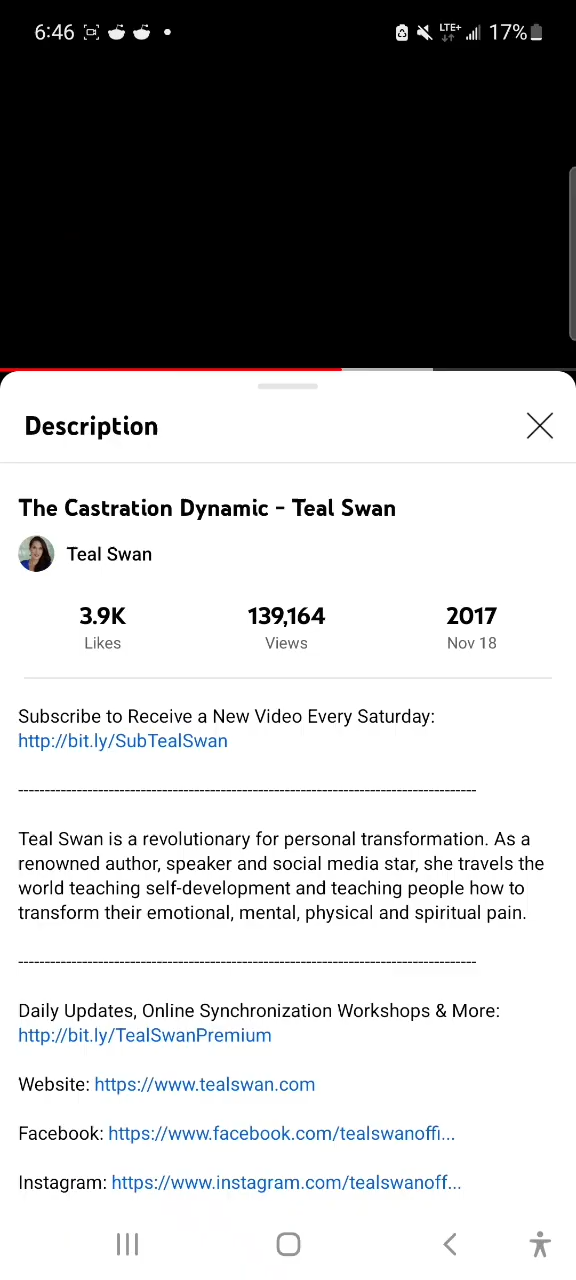 6:46
LTE+ 17%
Description
The Castration Dynamic - Teal Swan
Teal Swan
3.9K 139,164 2017
Likes Views Nov 18
Subscribe to Receive a New Video Every Saturday:
http://bit.ly/SubTealSwan
----------------------------------------------------------------------------------------
Teal Swan is a revolutionary for personal transformation. As a
renowned author, speaker and social media star, she travels the
world teaching self-development and teaching people how to
transform their emotional, mental, physical and spiritual pain.
----------------------------------------------------------------------------------------
Daily Updates, Online Synchronization Workshops & More:
http://bit.ly/TealSwanPremium
Website: https://www.tealswan.com
Facebook: https://www.facebook.com/tealswanoffi...
Instagram: https://www.instagram.com/tealswanoff...